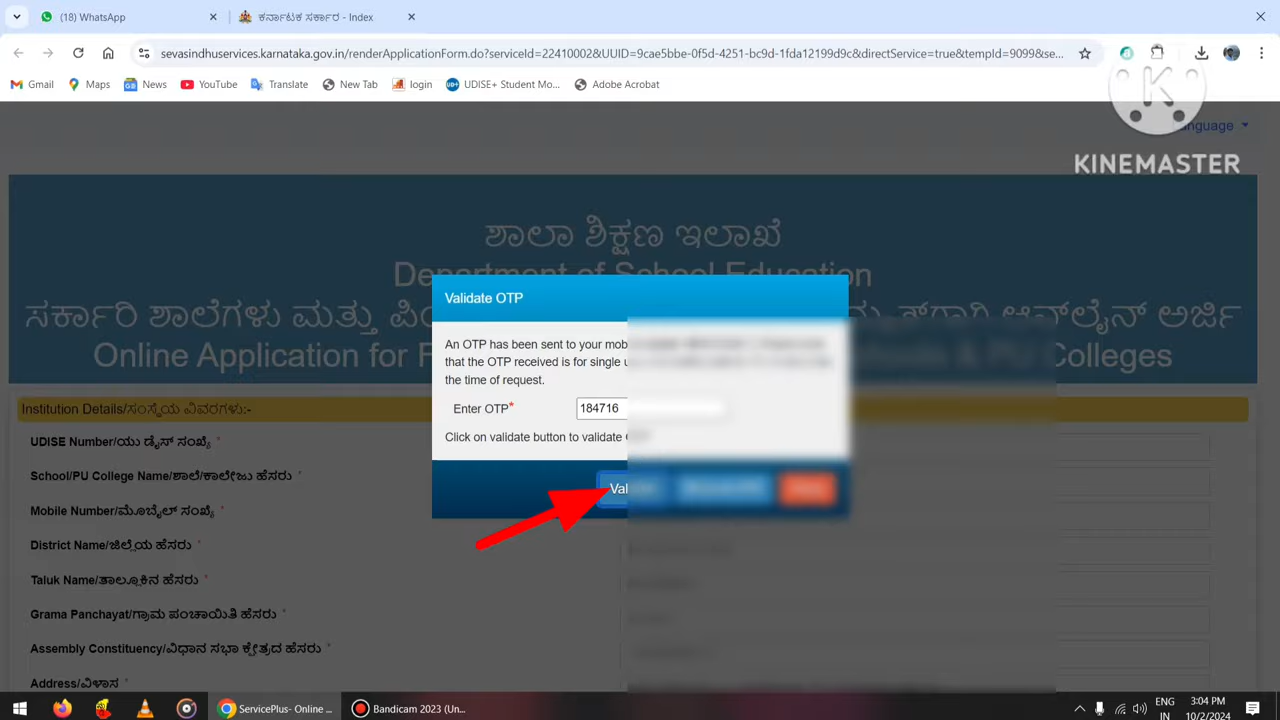 (18) WhatsApp
ಕರ್ನಾಟಕ ಸರ್ಕಾರ - Index
sevasindhuservices.karnataka.gov.in/renderApplicationForm.do?serviceId=22410002&UUID=9cae5bbe-0f5d-4251-bc9d-1fda12199d9c&directService=true&tempId=9099&se...
Gmail Maps News YouTube Translate New Tab login UDISE+ Student Mo... Adobe Acrobat
KINEMASTER
ಶಾಲಾ ಶಿಕ್ಷಣ ಇಲಾಖೆ
Department of School Education
ಸರ್ಕಾರಿ ಶಾಲೆಗಳು ಮತ್ತು ಆನ್‌ಲೈನ್ ಅರ್ಜಿ
Online Application for & PU Colleges
Validate OTP
An OTP has been sent to your
that the OTP received is for single
the time of request.
Enter OTP* 184716
Click on validate button to validate
Institution Details/ಸಂಸ್ಥೆಯ ವಿವರಗಳು:-
UDISE Number/ಯು ಡೈಸ್ ಸಂಖ್ಯೆ *
School/PU College Name/ಶಾಲೆ/ಕಾಲೇಜು ಹೆಸರು *
Mobile Number/ಮೊಬೈಲ್ ಸಂಖ್ಯೆ *
District Name/ಜಿಲ್ಲೆಯ ಹೆಸರು *
Taluk Name/ತಾಲ್ಲೂಕಿನ ಹೆಸರು *
Grama Panchayat/ಗ್ರಾಮ ಪಂಚಾಯಿತಿ ಹೆಸರು *
Assembly Constituency/ವಿಧಾನ ಸಭಾ ಕ್ಷೇತ್ರದ ಹೆಸರು *
Address/ವಿಳಾಸ *
ServicePlus- Online ...
Bandicam 2023 (Un...
ENG
IN
3:04 PM
10/2/2024